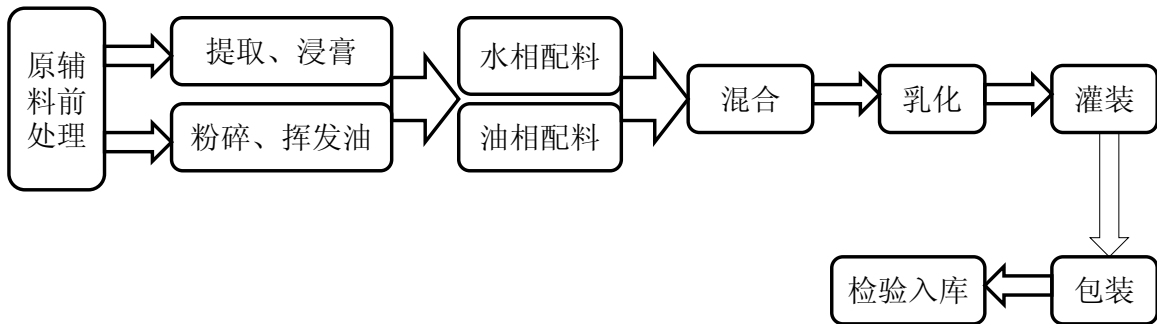 原辅
料前
处理
提取、浸膏
粉碎、挥发油
水相配料
油相配料
混合
乳化
灌装
包装
检验入库